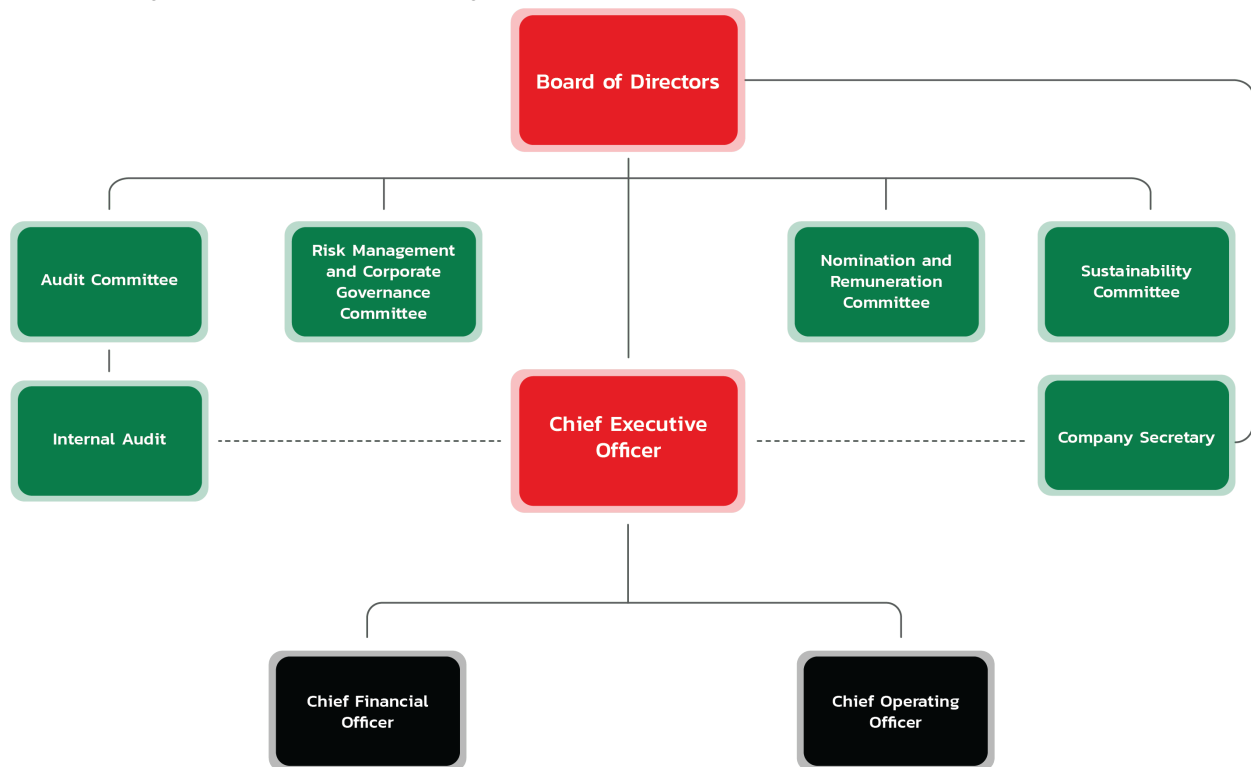 Board of Directors
Audit Committee
Risk Management
and Corporate
Governance
Committee
Nomination and
Remuneration
Committee
Sustainability
Committee
Internal Audit
Chief Executive
Officer
Company Secretary
Chief Financial
Officer
Chief Operating
Officer